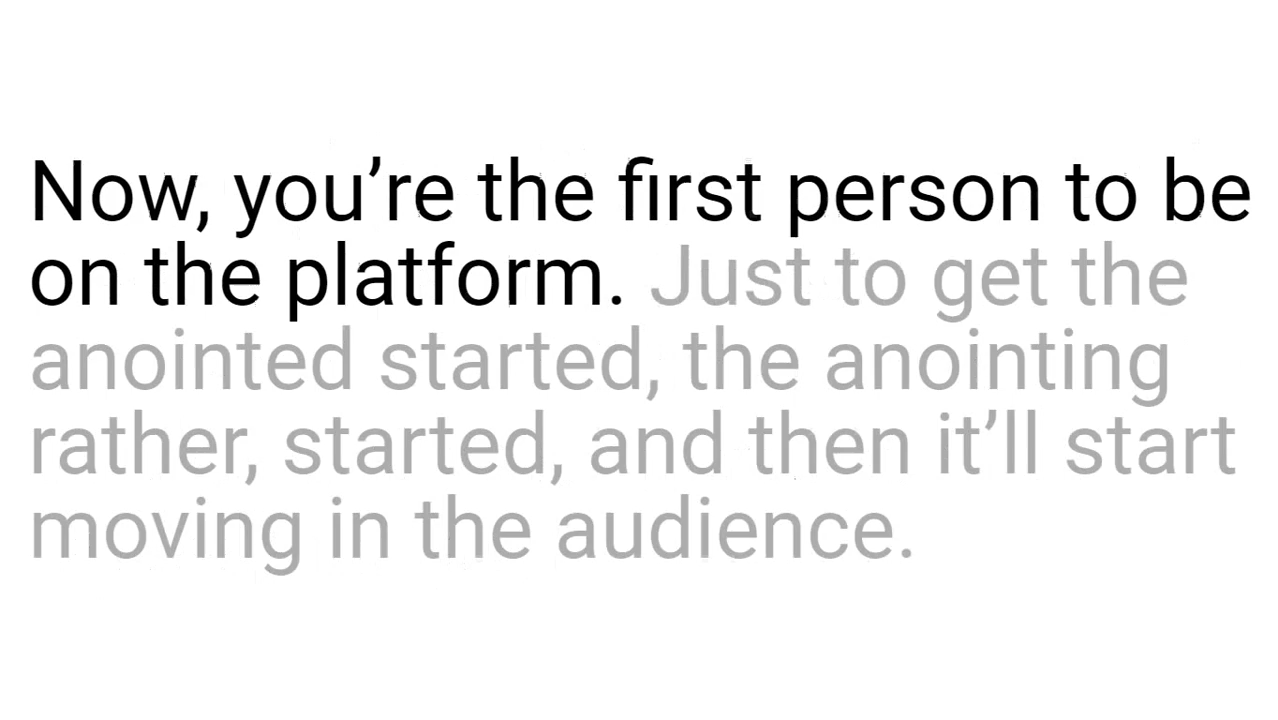 Now, you’re the first person to be
on the platform. Just to get the
anointed started, the anointing
rather, started, and then it’ll start
moving in the audience.